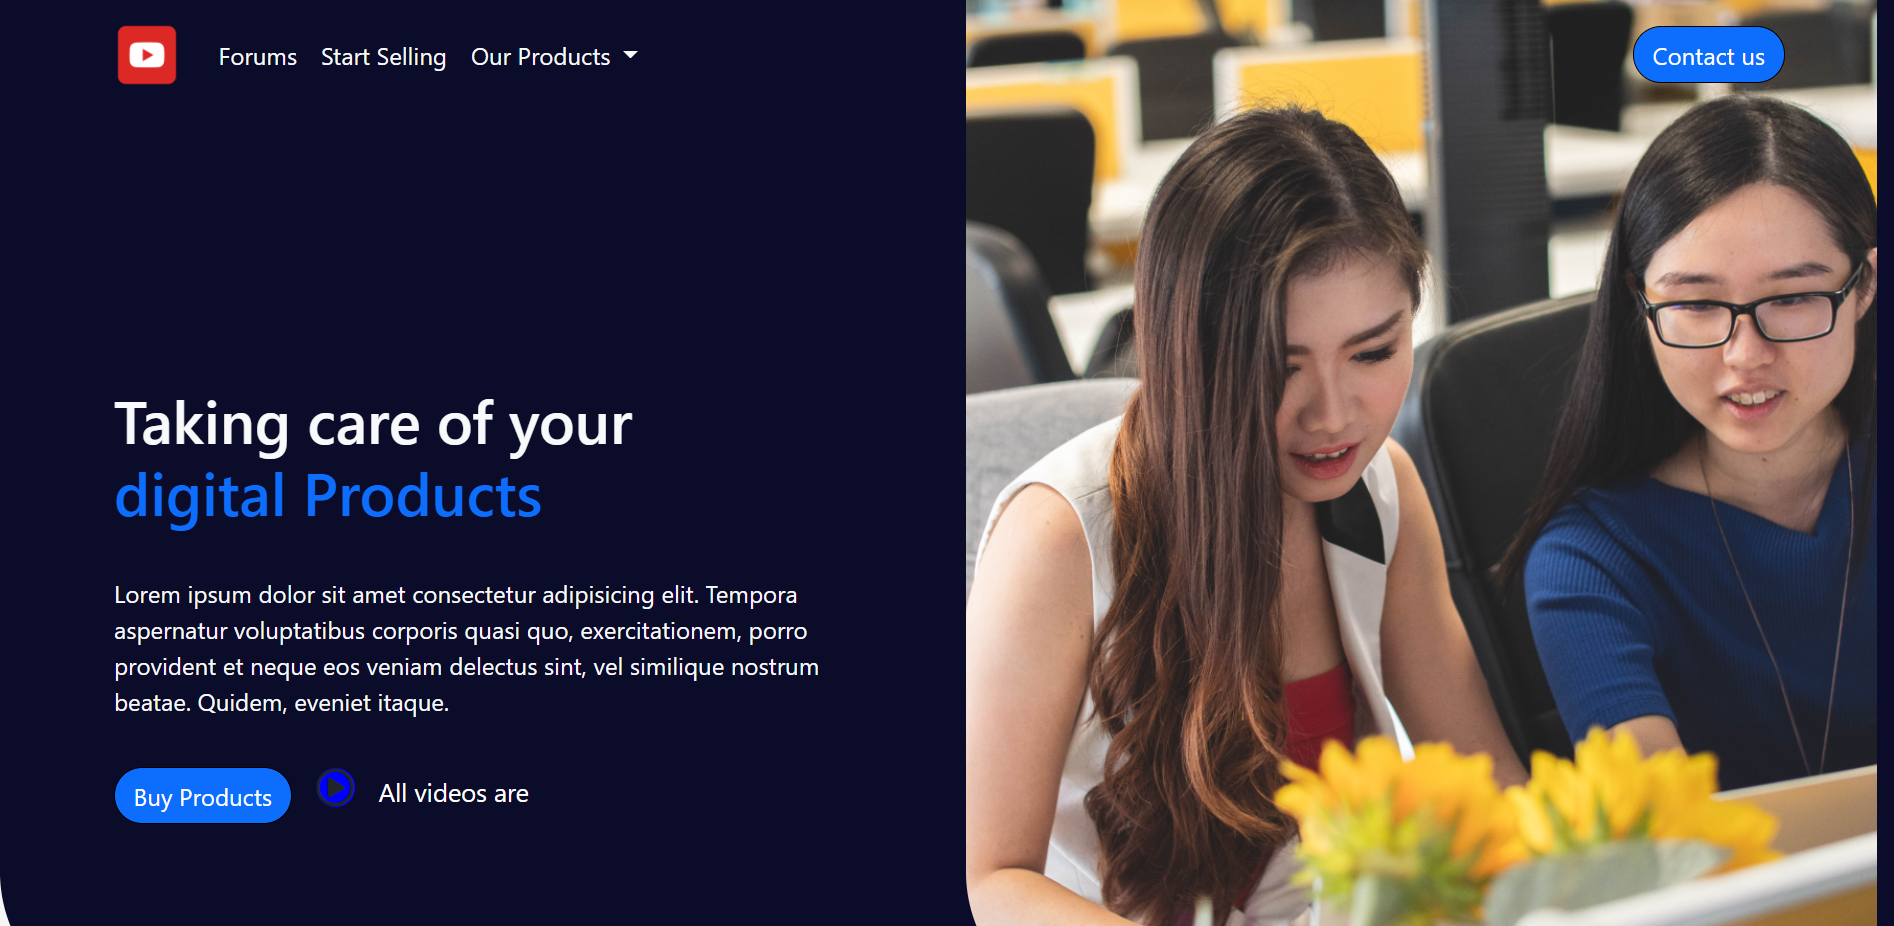 Forums Start Selling Our Products Contact us
Taking care of your
digital Products
Lorem ipsum dolor sit amet consectetur adipisicing elit. Tempora
aspernatur voluptatibus corporis quasi quo, exercitationem, porro
provident et neque eos veniam delectus sint, vel similique nostrum
beatae. Quidem, eveniet itaque.
Buy Products All videos are